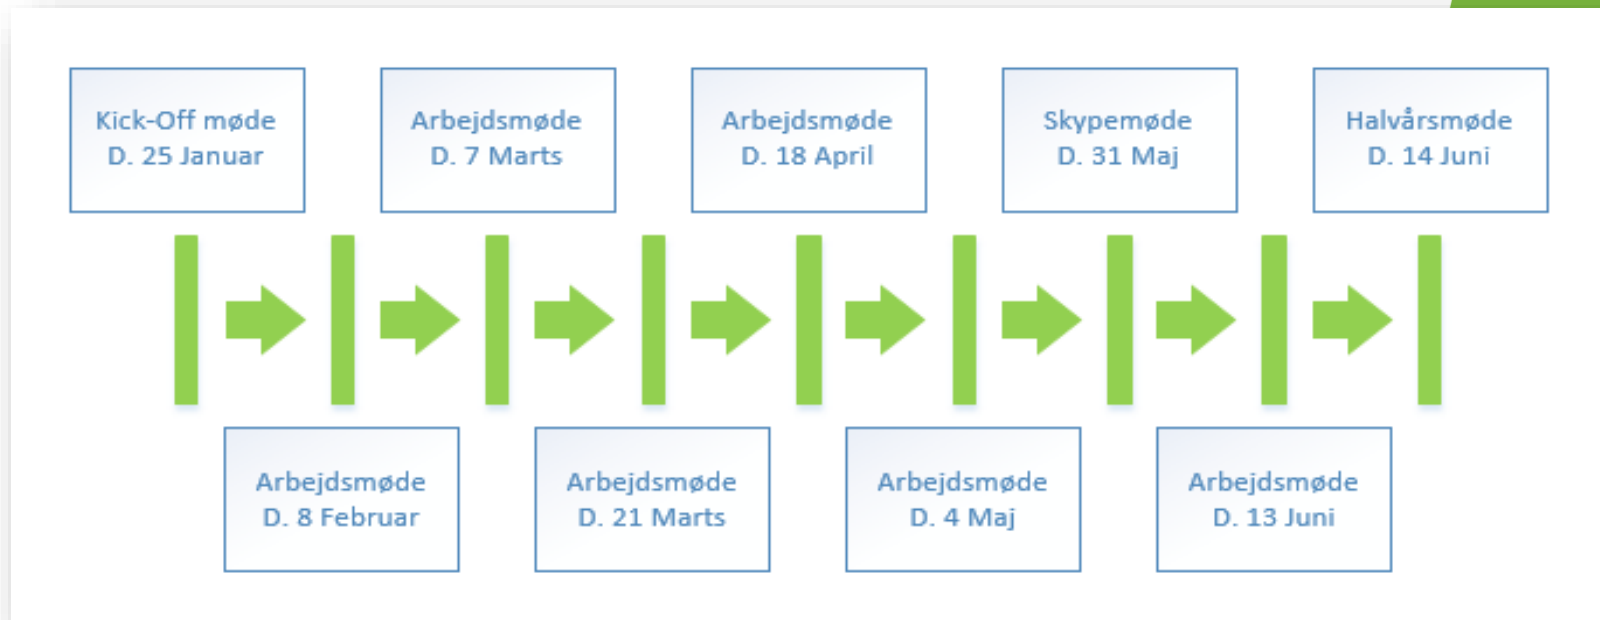 Kick-Off møde
D. 25 Januar
Arbejdsmøde
D. 7 Marts
Arbejdsmøde
D. 18 April
Skypemøde
D. 31 Maj
Halvårsmøde
D. 14 Juni
Arbejdsmøde
D. 8 Februar
Arbejdsmøde
D. 21 Marts
Arbejdsmøde
D. 4 Maj
Arbejdsmøde
D. 13 Juni